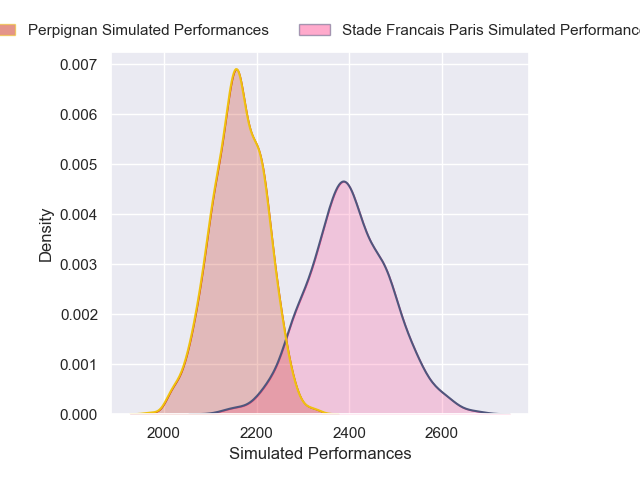 Perpignan Simulated Performances Stade Francais Paris Simulated Performanc
0.007
0.006
0.005
0.004
0.003
0.002
0.001
0.000
Density
2000 2200 2400 2600
Simulated Performances